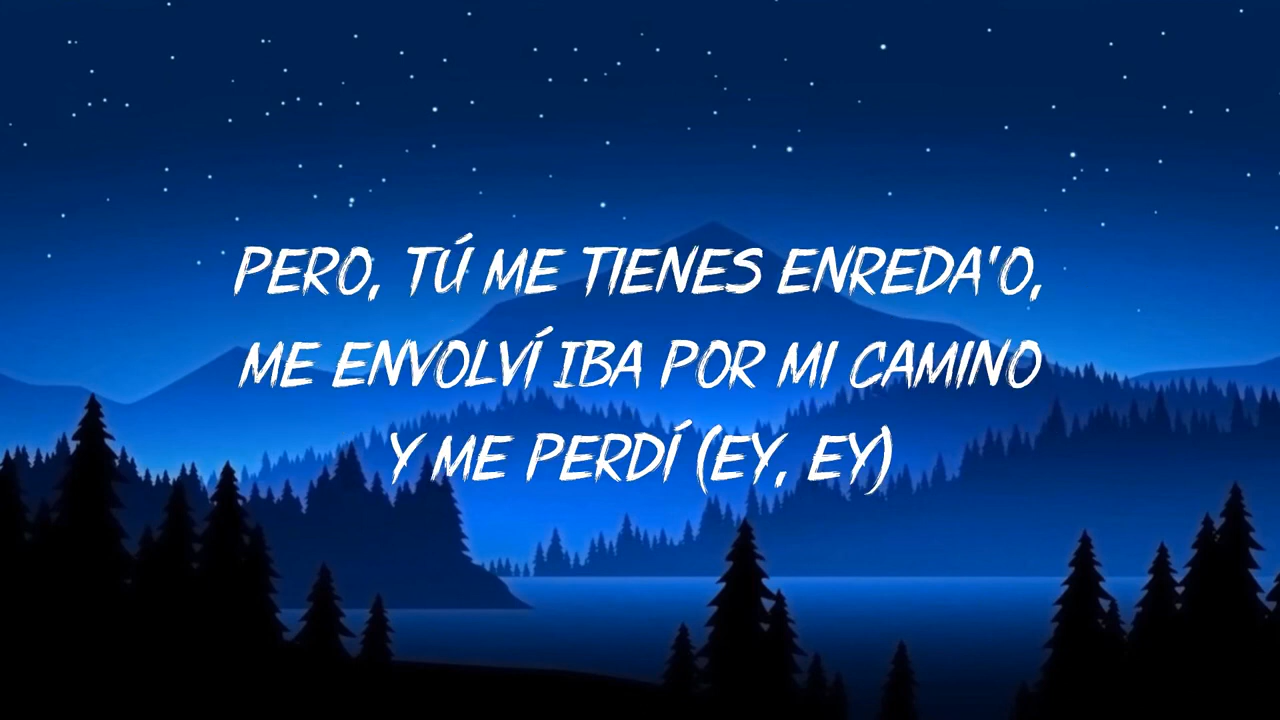 PERO, TÚ ME TIENES ENREDA'O,
ME ENVOLVÍ IBA POR MI CAMINO
Y ME PERDÍ (EY, EY)